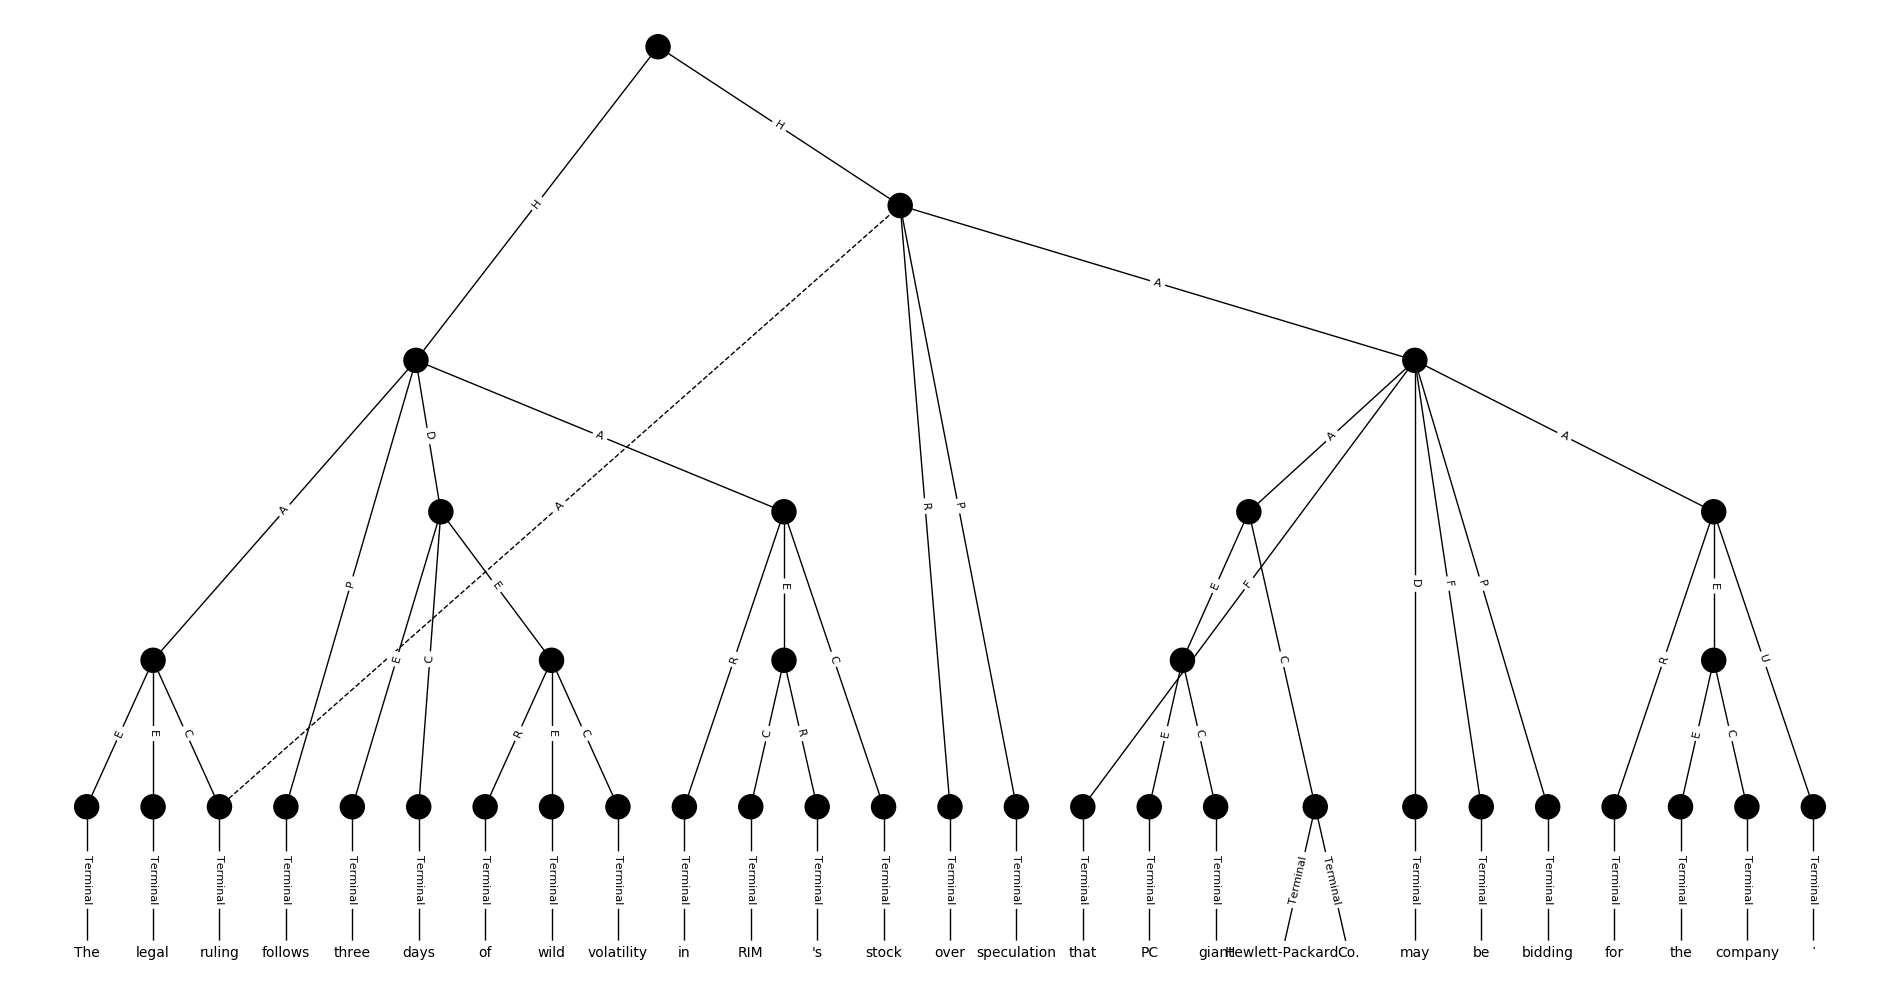 H
H
A
D
A
A
A
A
P
E
R
P
A
E
F
D
F
P
E
E
C
R
E
C
C
R
E
U
E
E
C
R
E
C
C
R
E
C
E
C
Terminal Terminal Terminal Terminal Terminal Terminal Terminal Terminal Terminal Terminal Terminal Terminal Terminal Terminal Terminal Terminal Terminal Terminal Terminal Terminal Terminal Terminal Terminal Terminal Terminal Terminal Terminal
The legal ruling follows three days of wild volatility in RIM 's stock over speculation that PC giant Hewlett-Packard Co. may be bidding for the company .